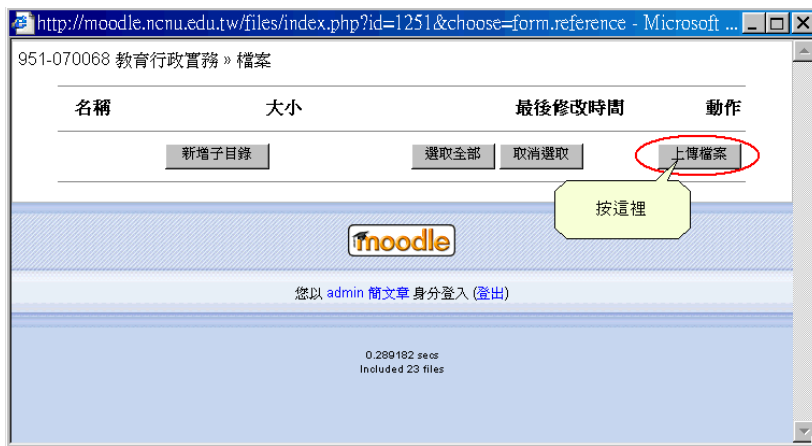 http://moodle.ncnu.edu.tw/files/index.php?id=1251&choose=form.reference - Microsoft ...
951-070068 教育行政實務 » 檔案
名稱 大小 最後修改時間 動作
新增子目錄 選取全部 取消選取 上傳檔案
按這裡
moodle
您以 admin 簡文章 身分登入 (登出)
0.289182 secs
Included 23 files